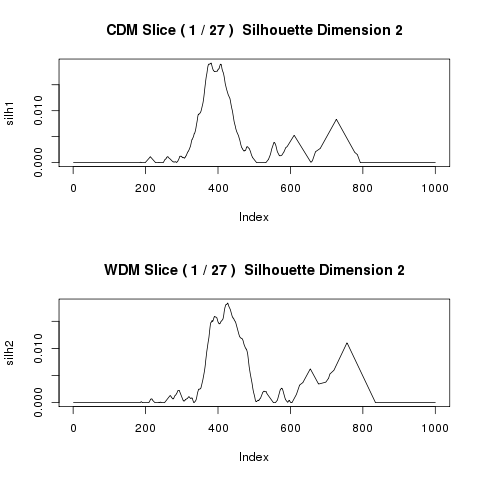 CDM Slice ( 1 / 27 ) Silhouette Dimension 2
silh1
0.010
0.000
0 200 400 600 800 1000
Index
WDM Slice ( 1 / 27 ) Silhouette Dimension 2
silh2
0.010
0.000
0 200 400 600 800 1000
Index